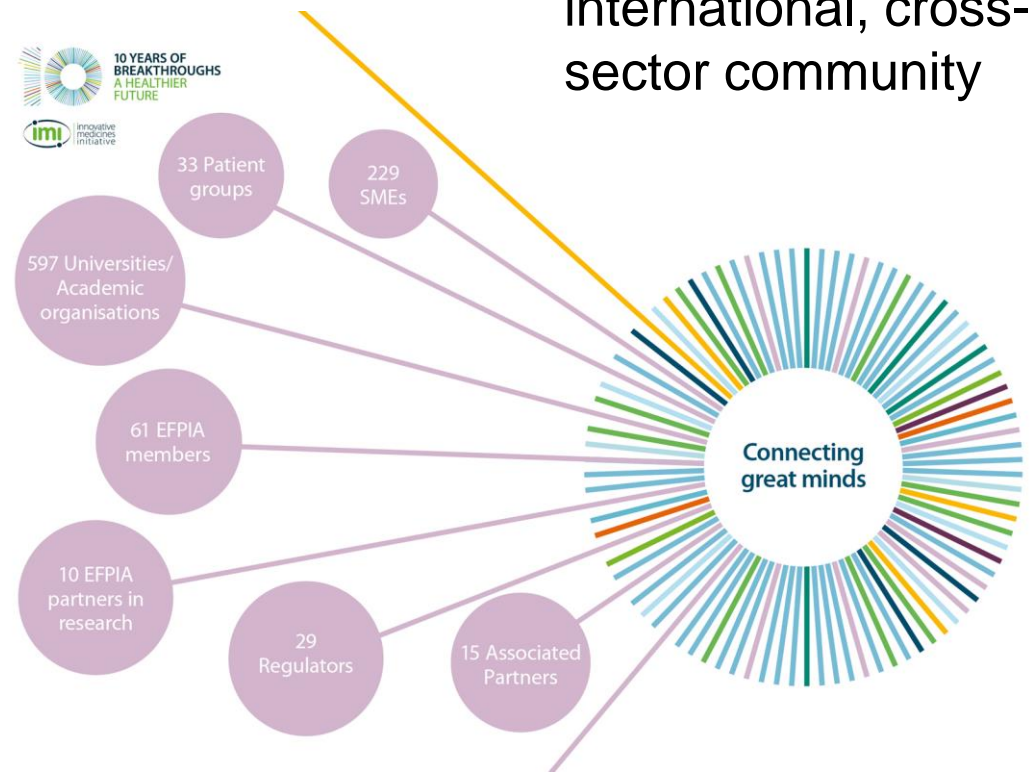 international, cross-
sector community
10 YEARS OF
BREAKTHROUGHS
A HEALTHIER
FUTURE
imi
innovative
medicines
initiative
33 Patient
groups
229
SMEs
597 Universities/
Academic
organisations
61 EFPIA
members
Connecting
great minds
10 EFPIA
partners in
research
29
Regulators
15 Associated
Partners